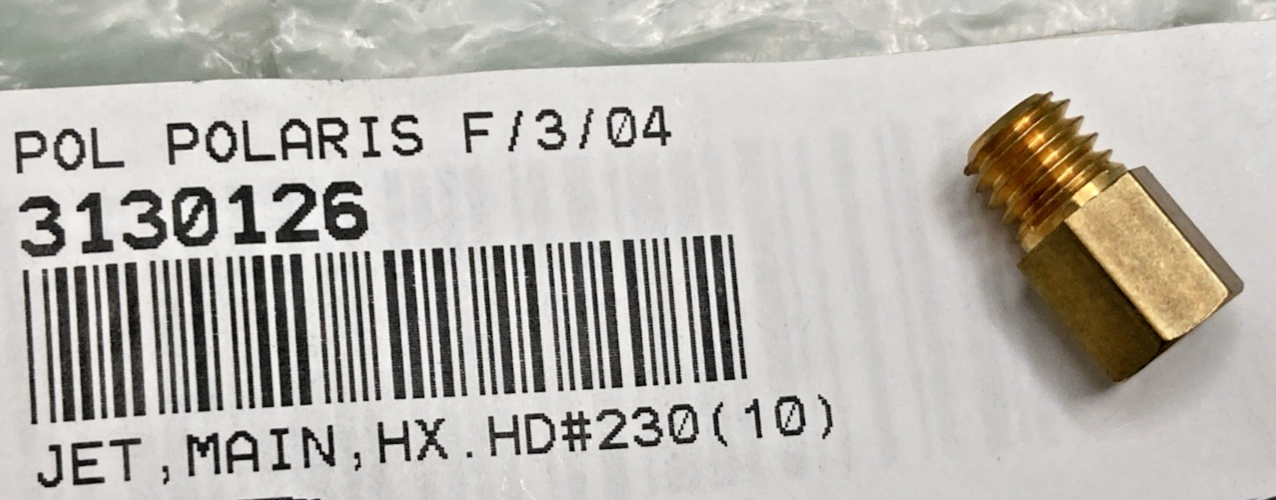 POL POLARIS F/3/04
3130126
JET,MAIN,HX.HD#230(10)